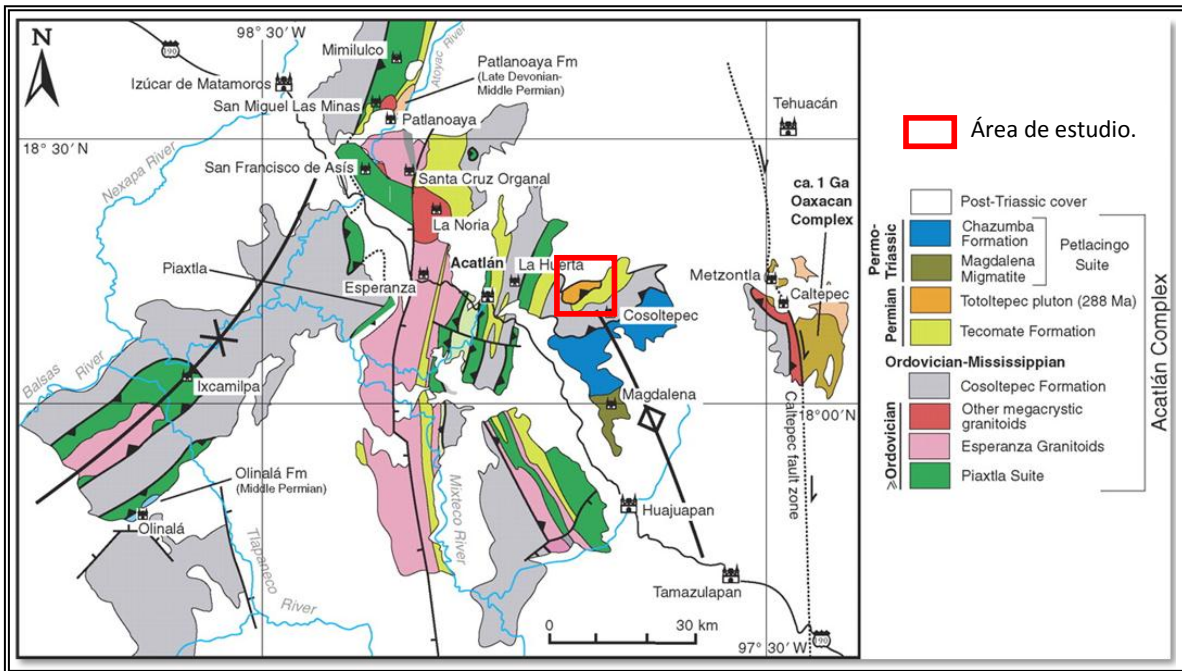 N
98° 30´ W
190
Mimilulco
Atoyac River
Izúcar de Matamoros
Patlanoaya Fm
(Late Devonian-
Middle Permian)
San Miguel Las Minas
Patlanoaya
Tehuacán
18° 30´ N
Nexapa River
San Francisco de Asís
Santa Cruz Organal
ca. 1 Ga
Oaxacan
Complex
La Noria
Piaxtla
Acatlán
La Huerta
Esperanza
Metzontla
Caltepec
Cosoltepec
Balsas
River
Ixcamilpa
Magdalena
18°00´ N
Caltepec fault zone
Olinalá Fm
(Middle Permian)
Mixteco River
Huajuapan
Olinalá
Tlapaneco
River
Tamazulapan
0 30 km
97° 30´ W
190
Área de estudio.
Post-Triassic cover
Permo-
Triassic
Chazumba
Formation
Magdalena
Migmatite
Petlacingo
Suite
Permian
Totoltepec pluton (288 Ma)
Tecomate Formation
Ordovician-Mississippian
Cosoltepec Formation
≥Ordovician
Other megacrystic
granitoids
Esperanza Granitoids
Piaxtla Suite
Acatlán Complex